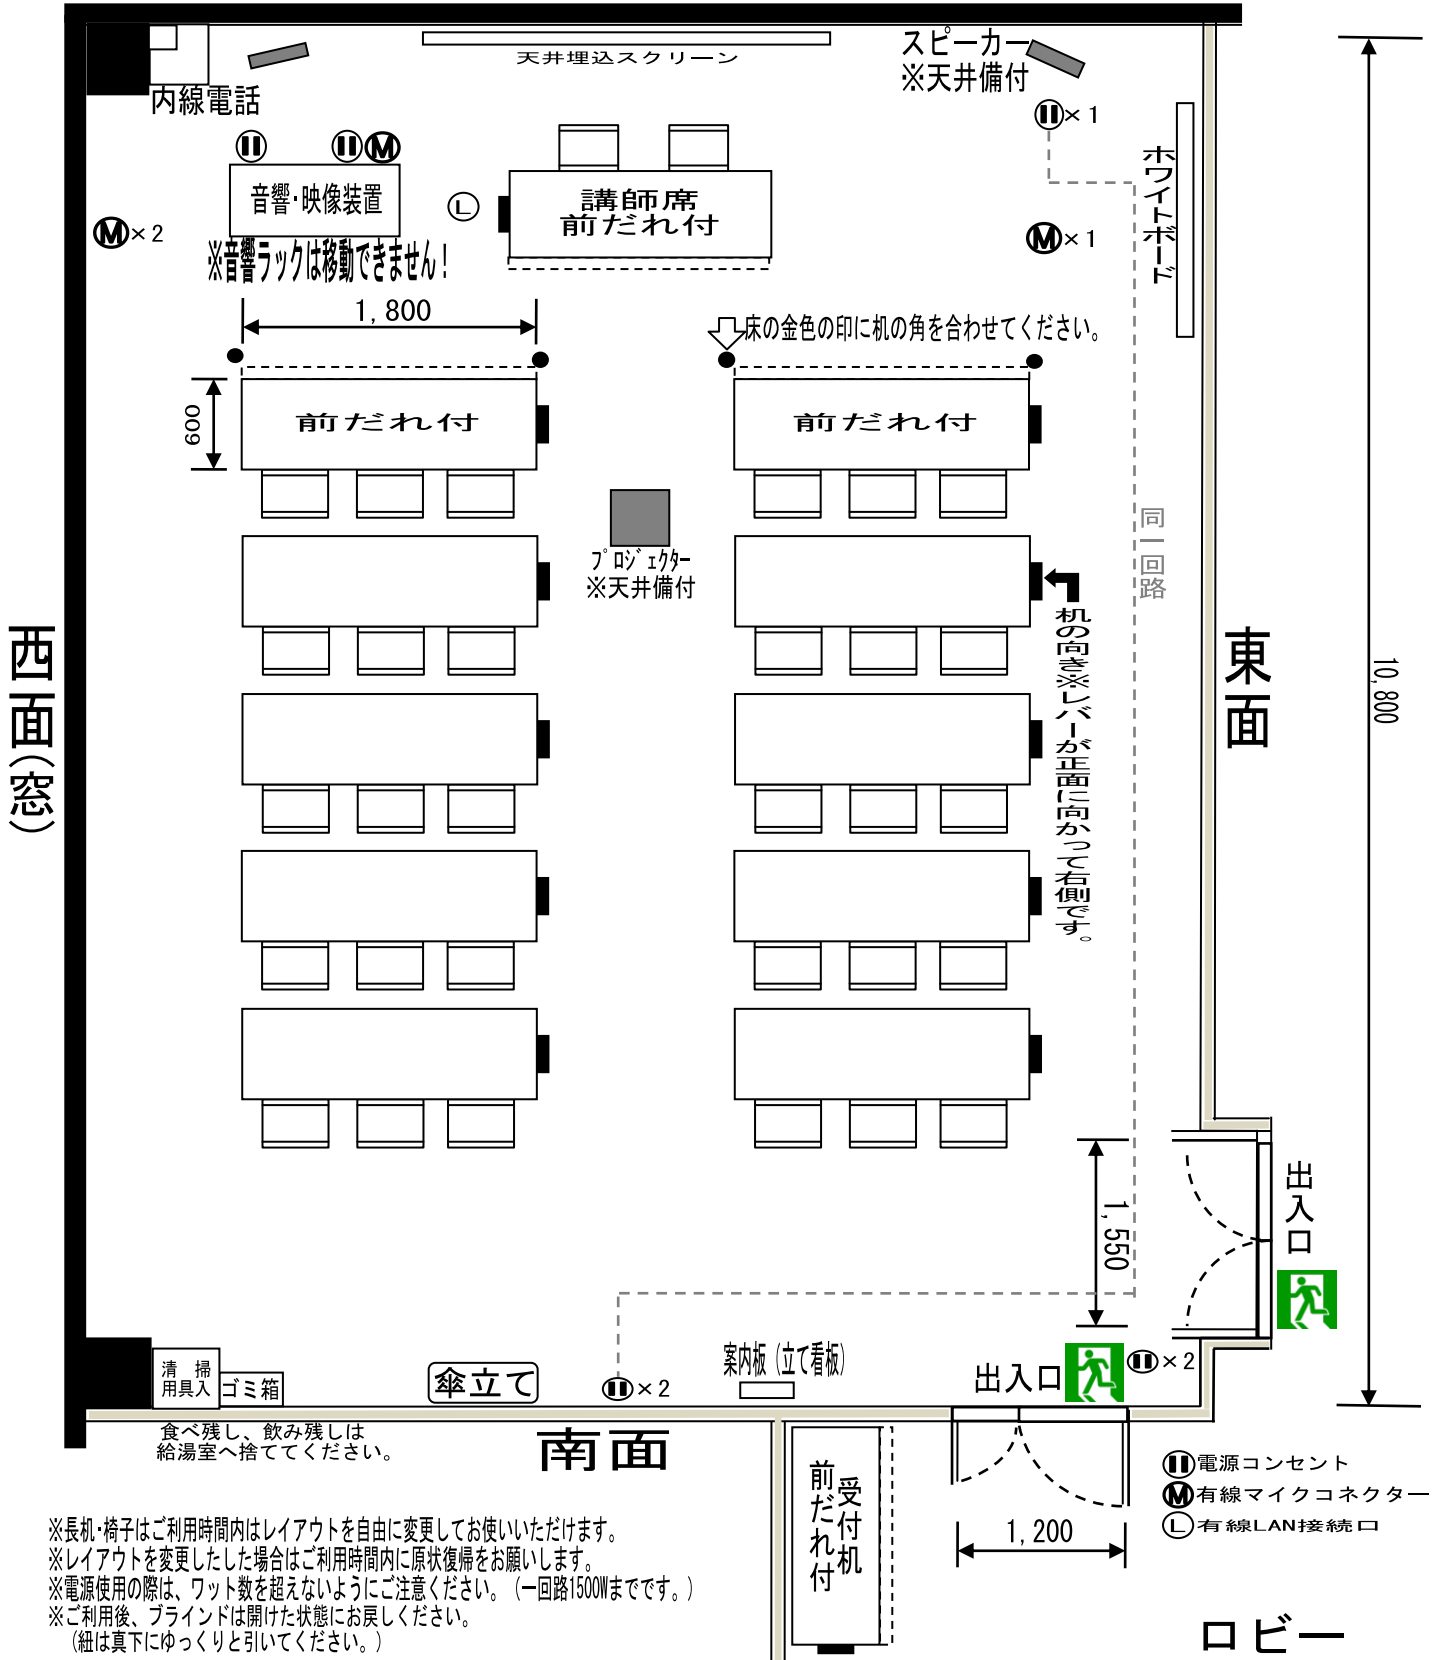 天井埋込スクリーン
スピーカー
※天井備付
内線電話
×1
音響・映像装置
M
M×2
※音響ラックは移動できません!
L
講師席
前だれ付
M×1
ホワイトボード
1,800
床の金色の印に机の角を合わせてください。
600
前だれ付
前だれ付
プロジェクター
※天井備付
同一回路
机の向き※レバーが正面に向かって右側です。
西面(窓)
東面
10,800
1,550
出入口
清掃
用具入
ゴミ箱
傘立て
×2
案内板(立て看板)
出入口
×2
食べ残し、飲み残しは
給湯室へ捨ててください。
南面
受付机
前だれ付
1,200
電源コンセント
M有線マイクコネクター
L有線LAN接続口
※長机・椅子はご利用時間内はレイアウトを自由に変更してお使いいただけます。
※レイアウトを変更したした場合はご利用時間内に原状復帰をお願いします。
※電源使用の際は、ワット数を超えないようにご注意ください。(一回路1500Wまでです。)
※ご利用後、ブラインドは開けた状態にお戻しください。
(紐は真下にゆっくりと引いてください。)
ロビー